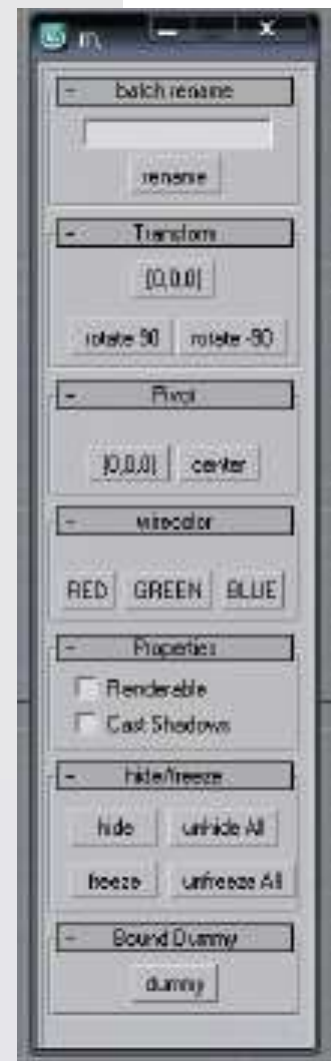 m,
- batch rename
rename
- Transform
[0,0,0]
rotate 90 rotate -90
- Pivot
[0,0,0] center
- wirecolor
RED GREEN BLUE
- Properties
Renderable
Cast Shadows
- hide/freeze
hide unhide All
freeze unfreeze All
- Bound Dummy
dummy